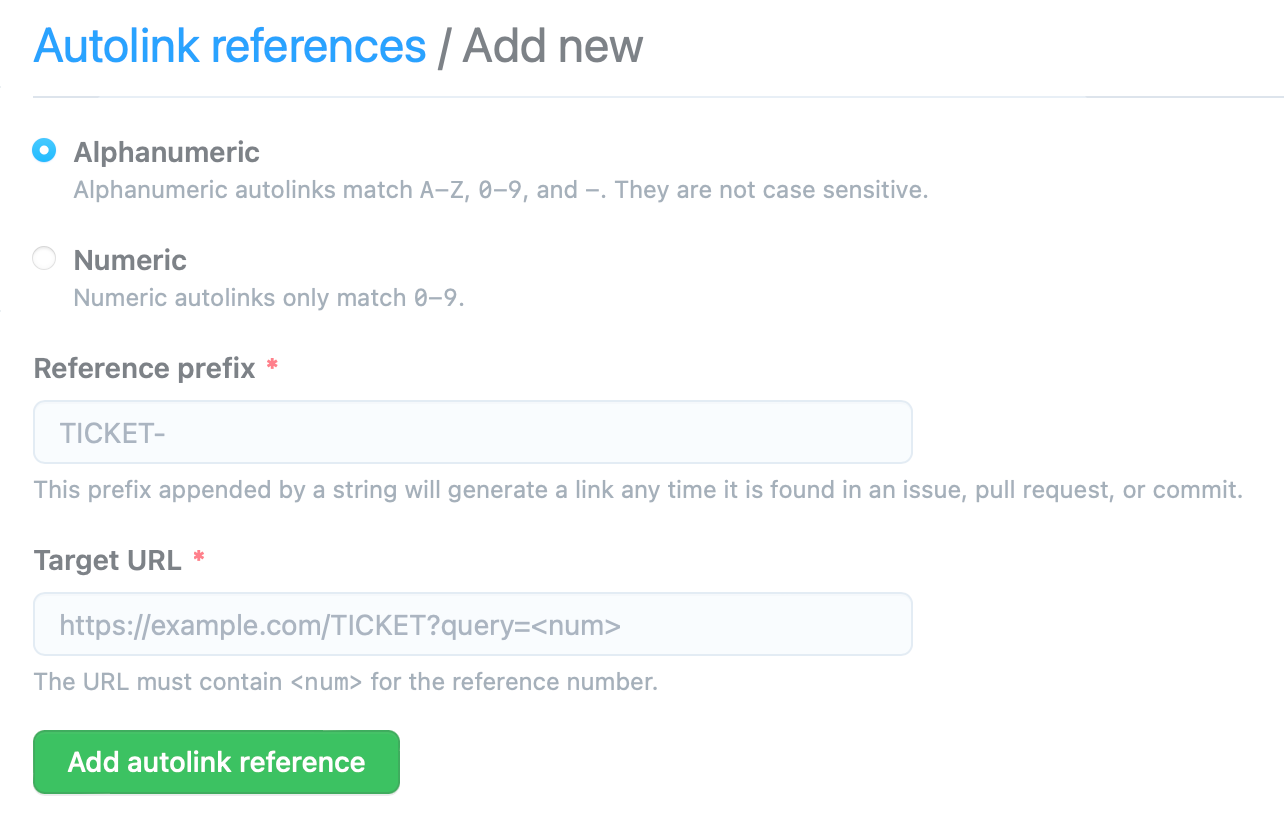 Autolink references / Add new
Alphanumeric
Alphanumeric autolinks match A–Z, 0–9, and –. They are not case sensitive.
Numeric
Numeric autolinks only match 0–9.
Reference prefix *
TICKET-
This prefix appended by a string will generate a link any time it is found in an issue, pull request, or commit.
Target URL *
https://example.com/TICKET?query=<num>
The URL must contain <num> for the reference number.
Add autolink reference